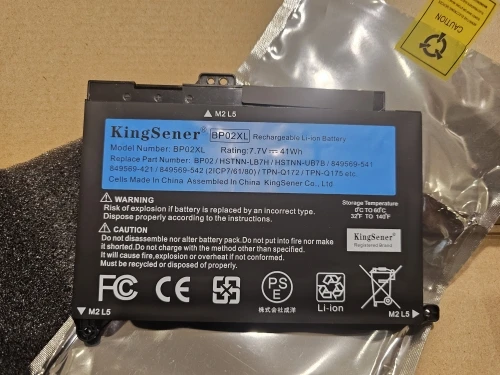 CAUTION
M2 L5
KingSener® BP02XL Rechargeable Li-ion Battery
Model Number: BP02XL Rating:7.7V 41Wh
Replace Part Number: BP02 / HSTNN-LB7H / HSTNN-UB7B / 849569-541
849569-421 / 849569-542 (2ICP7/61/80) / TPN-Q172 / TPN-Q175 etc.
Cells Made In China Assembled In China KingSener Co., Ltd
WARNING
Risk of explosion if battery is replaced by an incorrect type.
Dispose properly according to the instructions.
Storage Temperature
0°C TO 60°C
32°F TO 140°F
CAUTION
Do not disassemble nor alter battery pack.Do not put into fire nor make
it shorted.Do not charge with the method other than specified.
It will cause fire,explosion or overheat if not conformed.
Must be recycled or disposed of properly.
KingSener®
Registered Brand
FC CE PSE Li-ion
株式会社成洋
M2 L5
M2 L5